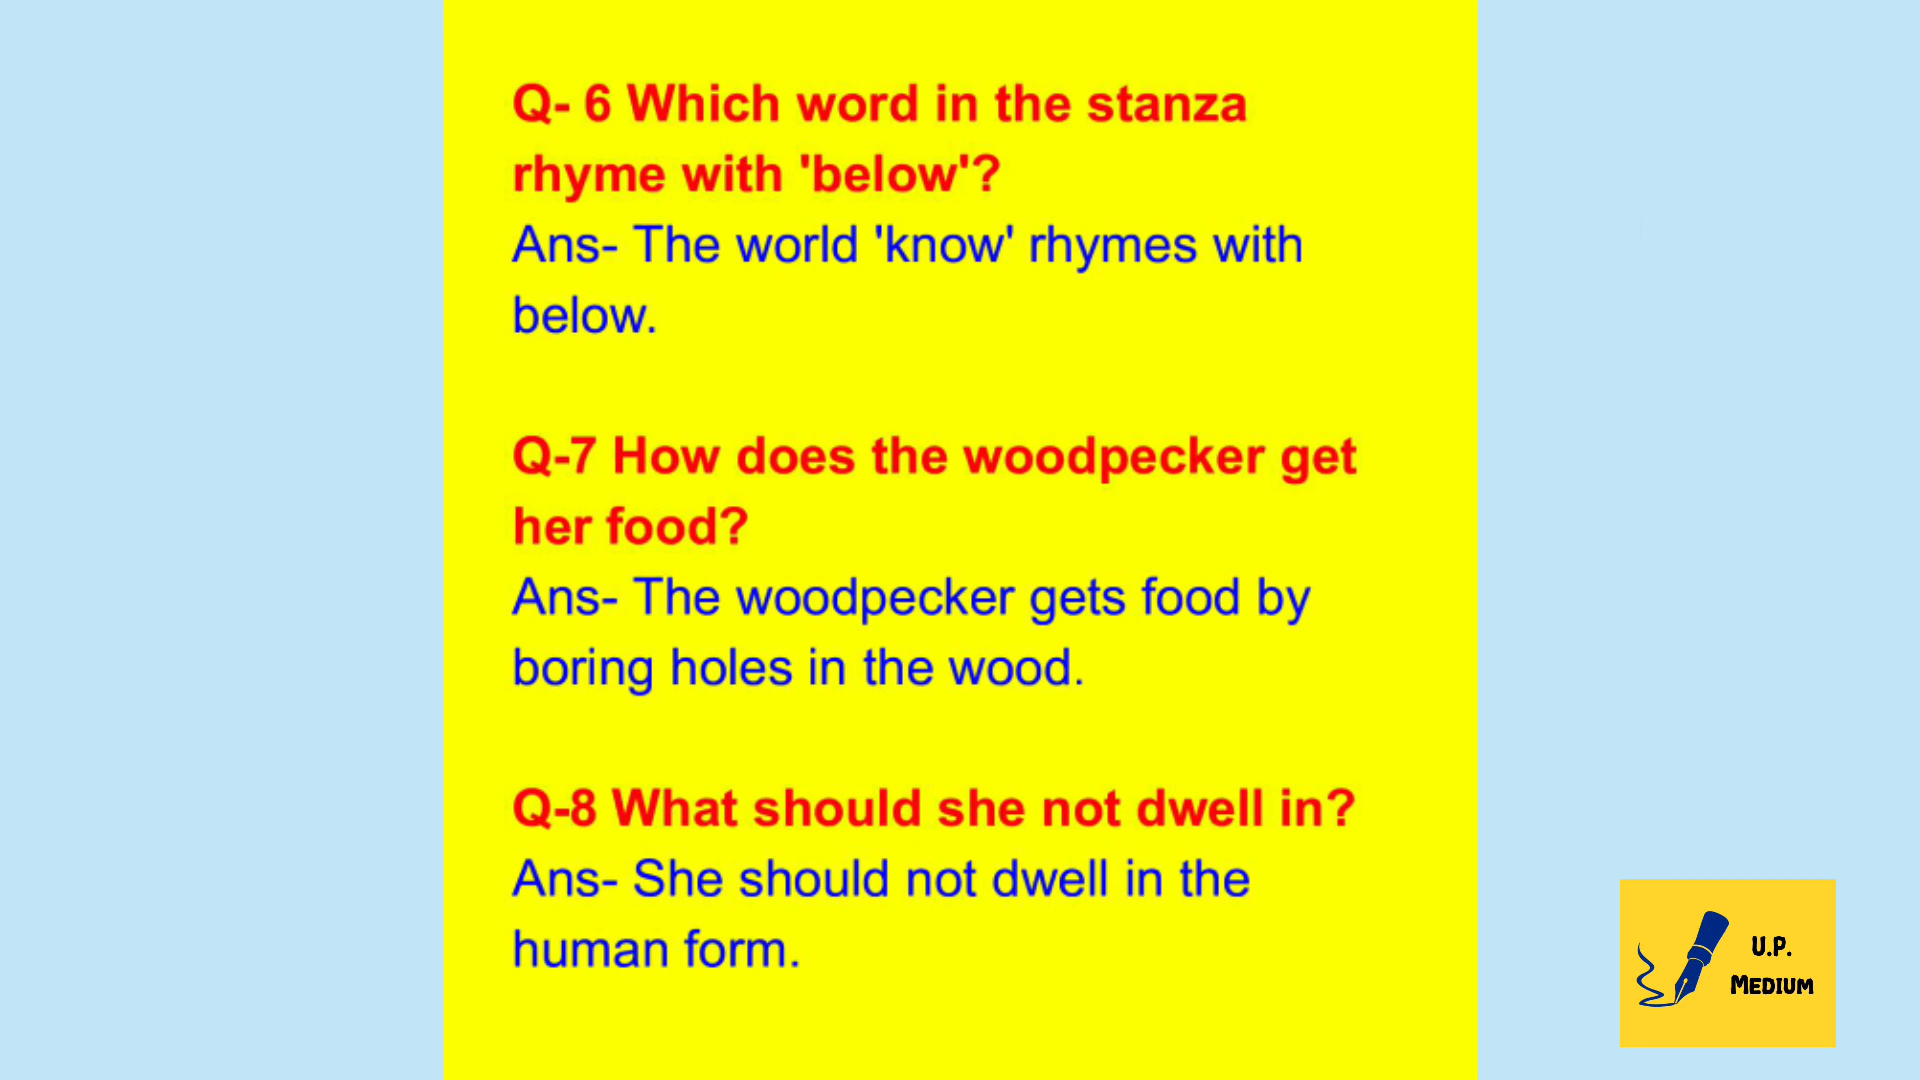 Q- 6 Which word in the stanza
rhyme with 'below'?
Ans- The world 'know' rhymes with
below.
Q-7 How does the woodpecker get
her food?
Ans- The woodpecker gets food by
boring holes in the wood.
Q-8 What should she not dwell in?
Ans- She should not dwell in the
human form.
U.P.
MEDIUM